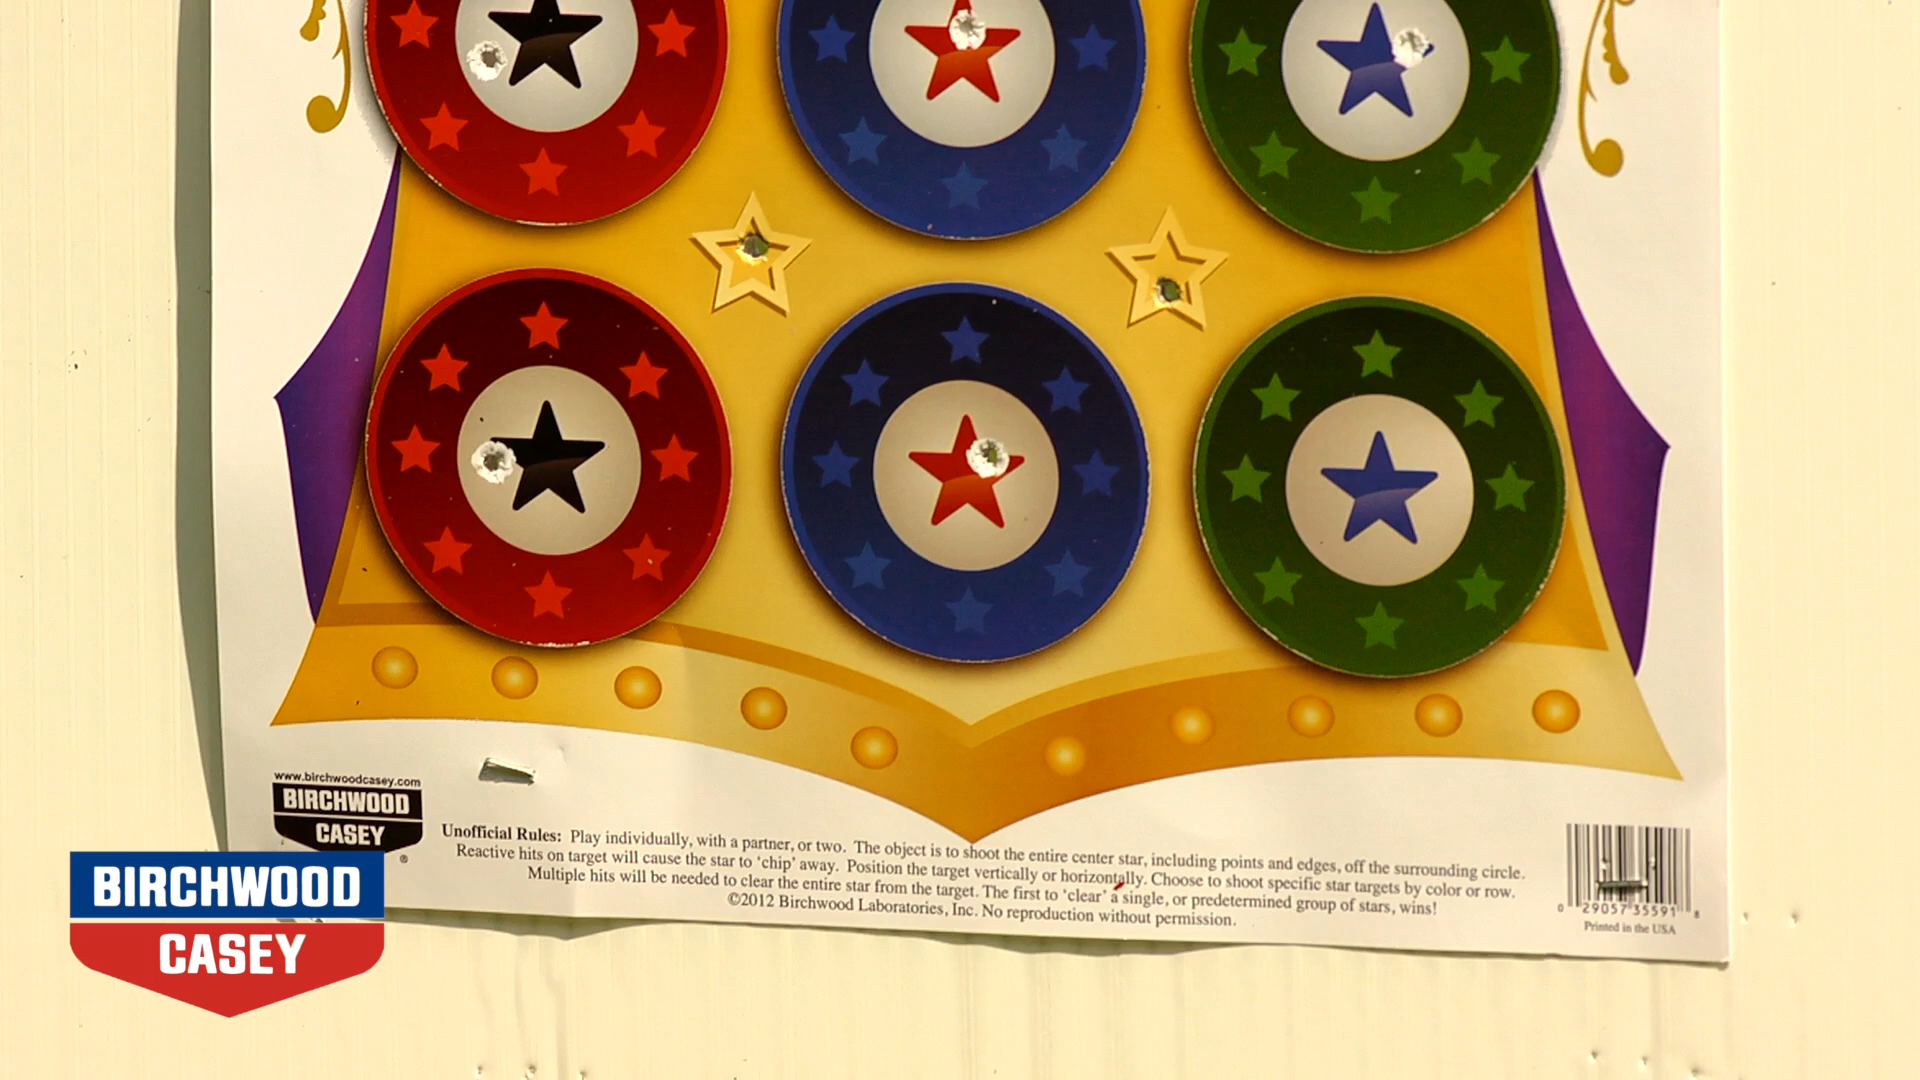 www.birchwoodcasey.com
BIRCHWOOD
CASEY
®
Unofficial Rules: Play individually, with a partner, or two. The object is to shoot the entire center star, including points and edges, off the surrounding circle.
Reactive hits on target will cause the star to 'chip' away. Position the target vertically or horizontally. Choose to shoot specific star targets by color or row.
Multiple hits will be needed to clear the entire star from the target. The first to 'clear' a single, or predetermined group of stars, wins!
©2012 Birchwood Laboratories, Inc. No reproduction without permission.
0 29057 35591 8
Printed in the USA
BIRCHWOOD
CASEY